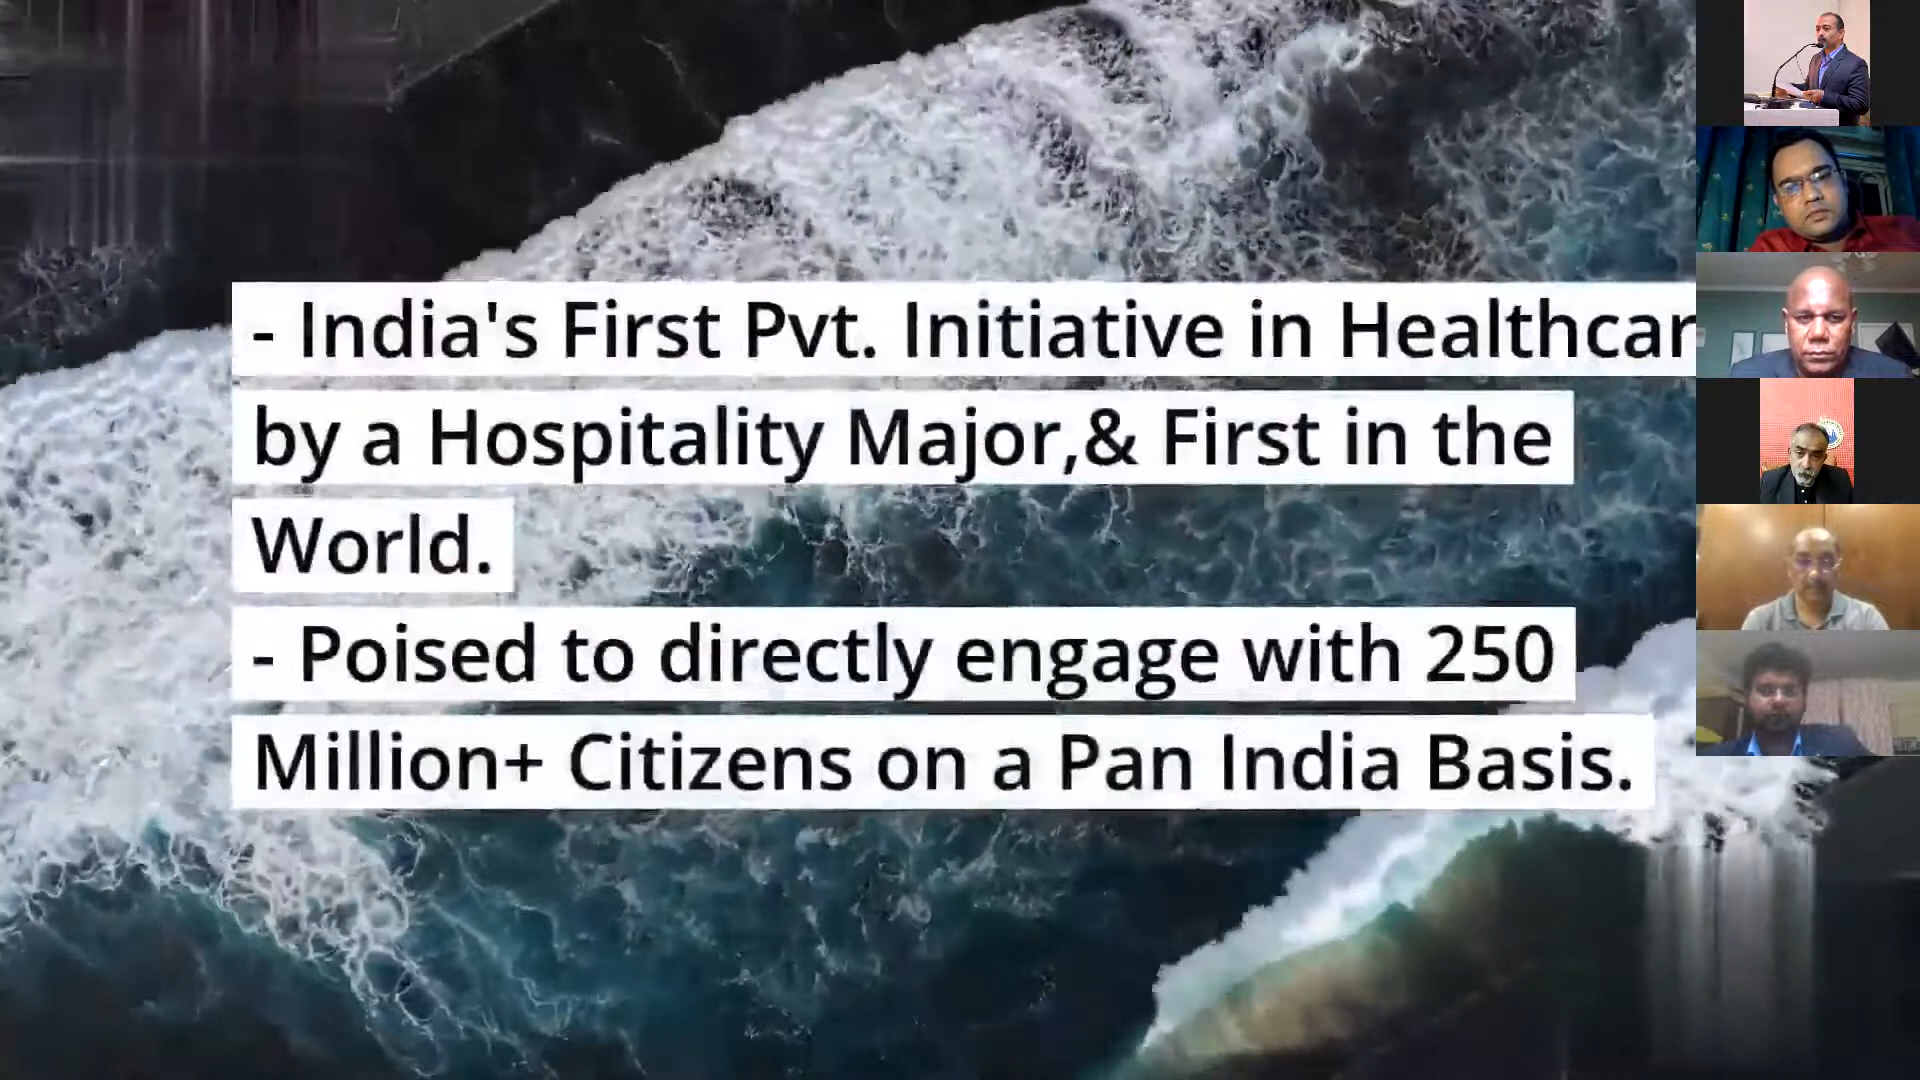 - India's First Pvt. Initiative in Healthcar
by a Hospitality Major,& First in the
World.
- Poised to directly engage with 250
Million+ Citizens on a Pan India Basis.